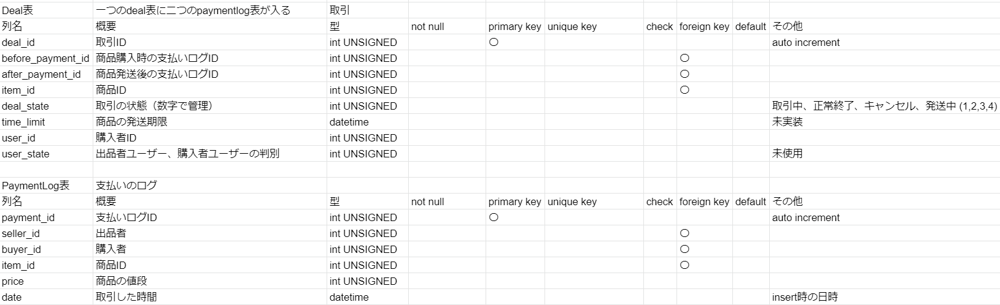 Deal表 一つのdeal表に二つのpaymentlog表が入る 取引
列名 概要 型 not null primary key unique key check foreign key default その他
deal_id 取引ID int UNSIGNED 〇 auto increment
before_payment_id 商品購入時の支払いログID int UNSIGNED 〇
after_payment_id 商品発送後の支払いログID int UNSIGNED 〇
item_id 商品ID int UNSIGNED 〇
deal_state 取引の状態（数字で管理） int UNSIGNED 取引中、正常終了、キャンセル、発送中 (1,2,3,4)
time_limit 商品の発送期限 datetime 未実装
user_id 購入者ID int UNSIGNED
user_state 出品者ユーザー、購入者ユーザーの判別 int UNSIGNED 未使用
PaymentLog表 支払いのログ
列名 概要 型 not null primary key unique key check foreign key default その他
payment_id 支払いログID int UNSIGNED 〇 auto increment
seller_id 出品者 int UNSIGNED 〇
buyer_id 購入者 int UNSIGNED 〇
item_id 商品ID int UNSIGNED 〇
price 商品の値段 int UNSIGNED
date 取引した時間 datetime insert時の日時